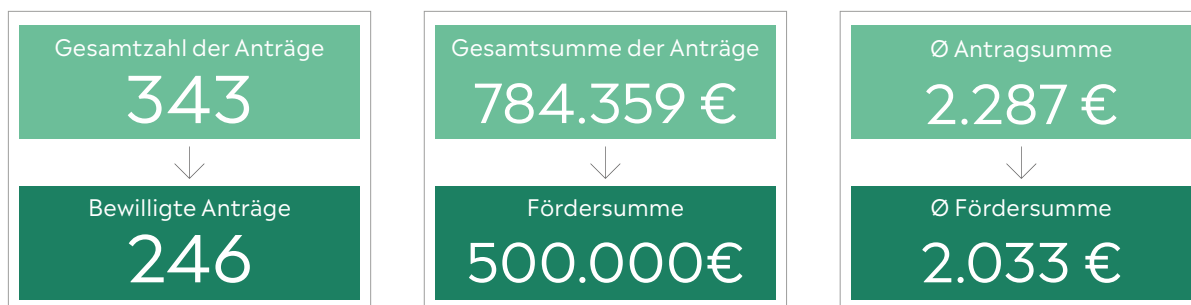 Gesamtzahl der Anträge
343
Bewilligte Anträge
246
Gesamtsumme der Anträge
784.359 €
Fördersumme
500.000€
Ø Antragsumme
2.287 €
Ø Fördersumme
2.033 €